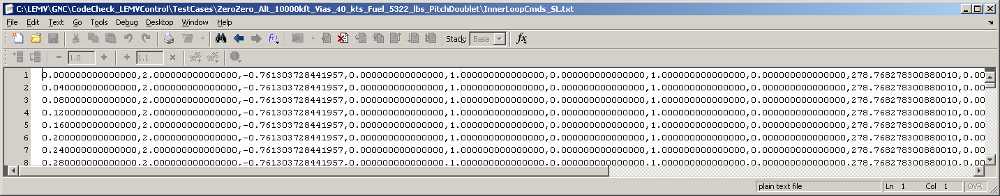 C:\LEMV\GNC\CodeCheck_LEMVControl\TestCases\ZeroZero_Alt_10000kft_Vias_40_kts_Fuel_5322_lbs_PitchDoublet\InnerLoopCmds_SL.txt
File Edit Text Go Tools Debug Desktop Window Help
Stack: Base fx
− 1.0 + ÷ 1.1 ×
1 0.000000000000000,2.000000000000000,-0.761303728441957,0.000000000000000,1.000000000000000,0.000000000000000,1.000000000000000,0.000000000000000,278.768278300880010,0.00
2 0.040000000000000,2.000000000000000,-0.761303728441957,0.000000000000000,1.000000000000000,0.000000000000000,1.000000000000000,0.000000000000000,278.768278300880010,0.00
3 0.080000000000000,2.000000000000000,-0.761303728441957,0.000000000000000,1.000000000000000,0.000000000000000,1.000000000000000,0.000000000000000,278.768278300880010,0.00
4 0.120000000000000,2.000000000000000,-0.761303728441957,0.000000000000000,1.000000000000000,0.000000000000000,1.000000000000000,0.000000000000000,278.768278300880010,0.00
5 0.160000000000000,2.000000000000000,-0.761303728441957,0.000000000000000,1.000000000000000,0.000000000000000,1.000000000000000,0.000000000000000,278.768278300880010,0.00
6 0.200000000000000,2.000000000000000,-0.761303728441957,0.000000000000000,1.000000000000000,0.000000000000000,1.000000000000000,0.000000000000000,278.768278300880010,0.00
7 0.240000000000000,2.000000000000000,-0.761303728441957,0.000000000000000,1.000000000000000,0.000000000000000,1.000000000000000,0.000000000000000,278.768278300880010,0.00
8 0.280000000000000,2.000000000000000,-0.761303728441957,0.000000000000000,1.000000000000000,0.000000000000000,1.000000000000000,0.000000000000000,278.768278300880010,0.00
plain text file Ln 1 Col 1 OVR